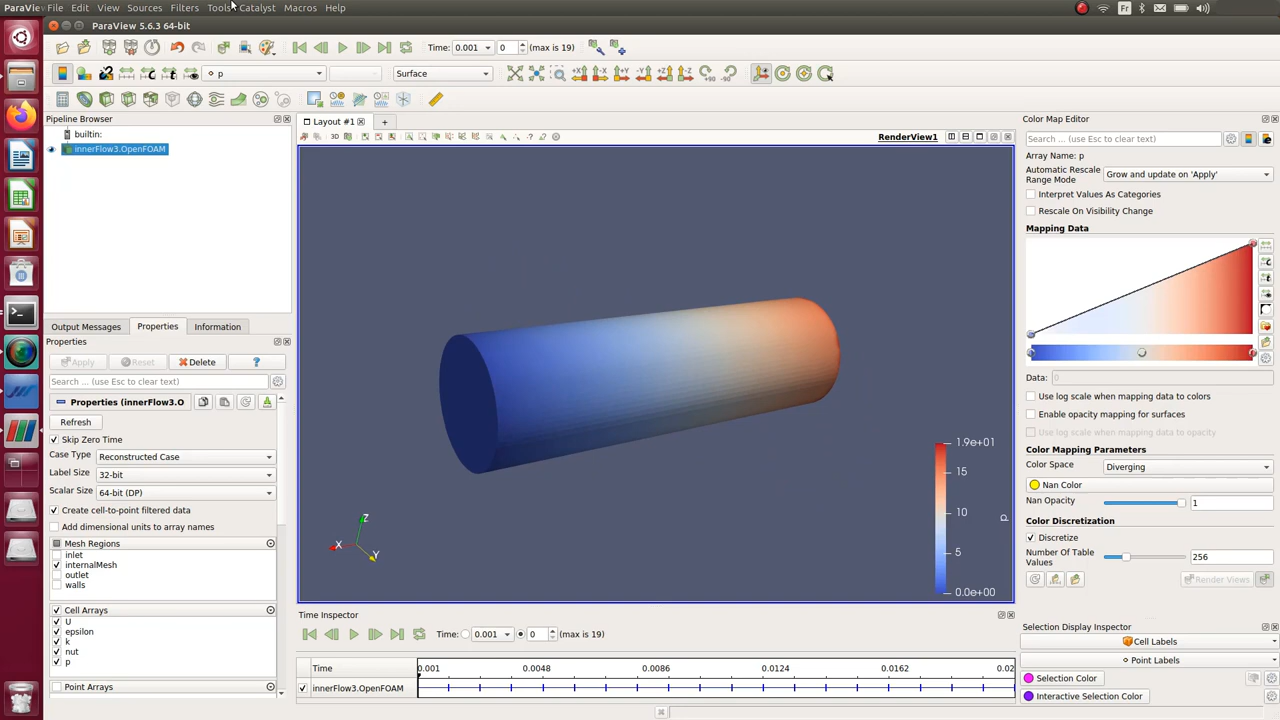 ParaView File Edit View Sources Filters Tools Catalyst Macros Help Fr
ParaView 5.6.3 64-bit
Time: 0.001 0 (max is 19)
p Surface
Pipeline Browser
builtin:
innerFlow3.OpenFOAM
Layout #1
3D RenderView1
Output Messages Properties Information
Properties
Apply Reset Delete ?
Search ... (use Esc to clear text)
Properties (innerFlow3.O
Refresh
Skip Zero Time
Case Type Reconstructed Case
Label Size 32-bit
Scalar Size 64-bit (DP)
Create cell-to-point filtered data
Add dimensional units to array names
Mesh Regions
inlet
internalMesh
outlet
walls
Cell Arrays
U
epsilon
k
nut
p
Point Arrays
Z
X
Y
1.9e+01
15
10
5
0.0e+00
p
Time Inspector
Time: 0.001 0 (max is 19)
Time 0.001 0.0048 0.0086 0.0124 0.0162 0.02
innerFlow3.OpenFOAM
Color Map Editor
Search ... (use Esc to clear text)
Array Name: p
Automatic Rescale
Range Mode Grow and update on 'Apply'
Interpret Values As Categories
Rescale On Visibility Change
Mapping Data
Data: 0
Use log scale when mapping data to colors
Enable opacity mapping for surfaces
Use log scale when mapping data to opacity
Color Mapping Parameters
Color Space Diverging
Nan Color
Nan Opacity 1
Color Discretization
Discretize
Number Of Table
Values 256
Render Views
Selection Display Inspector
Cell Labels
Point Labels
Selection Color
Interactive Selection Color